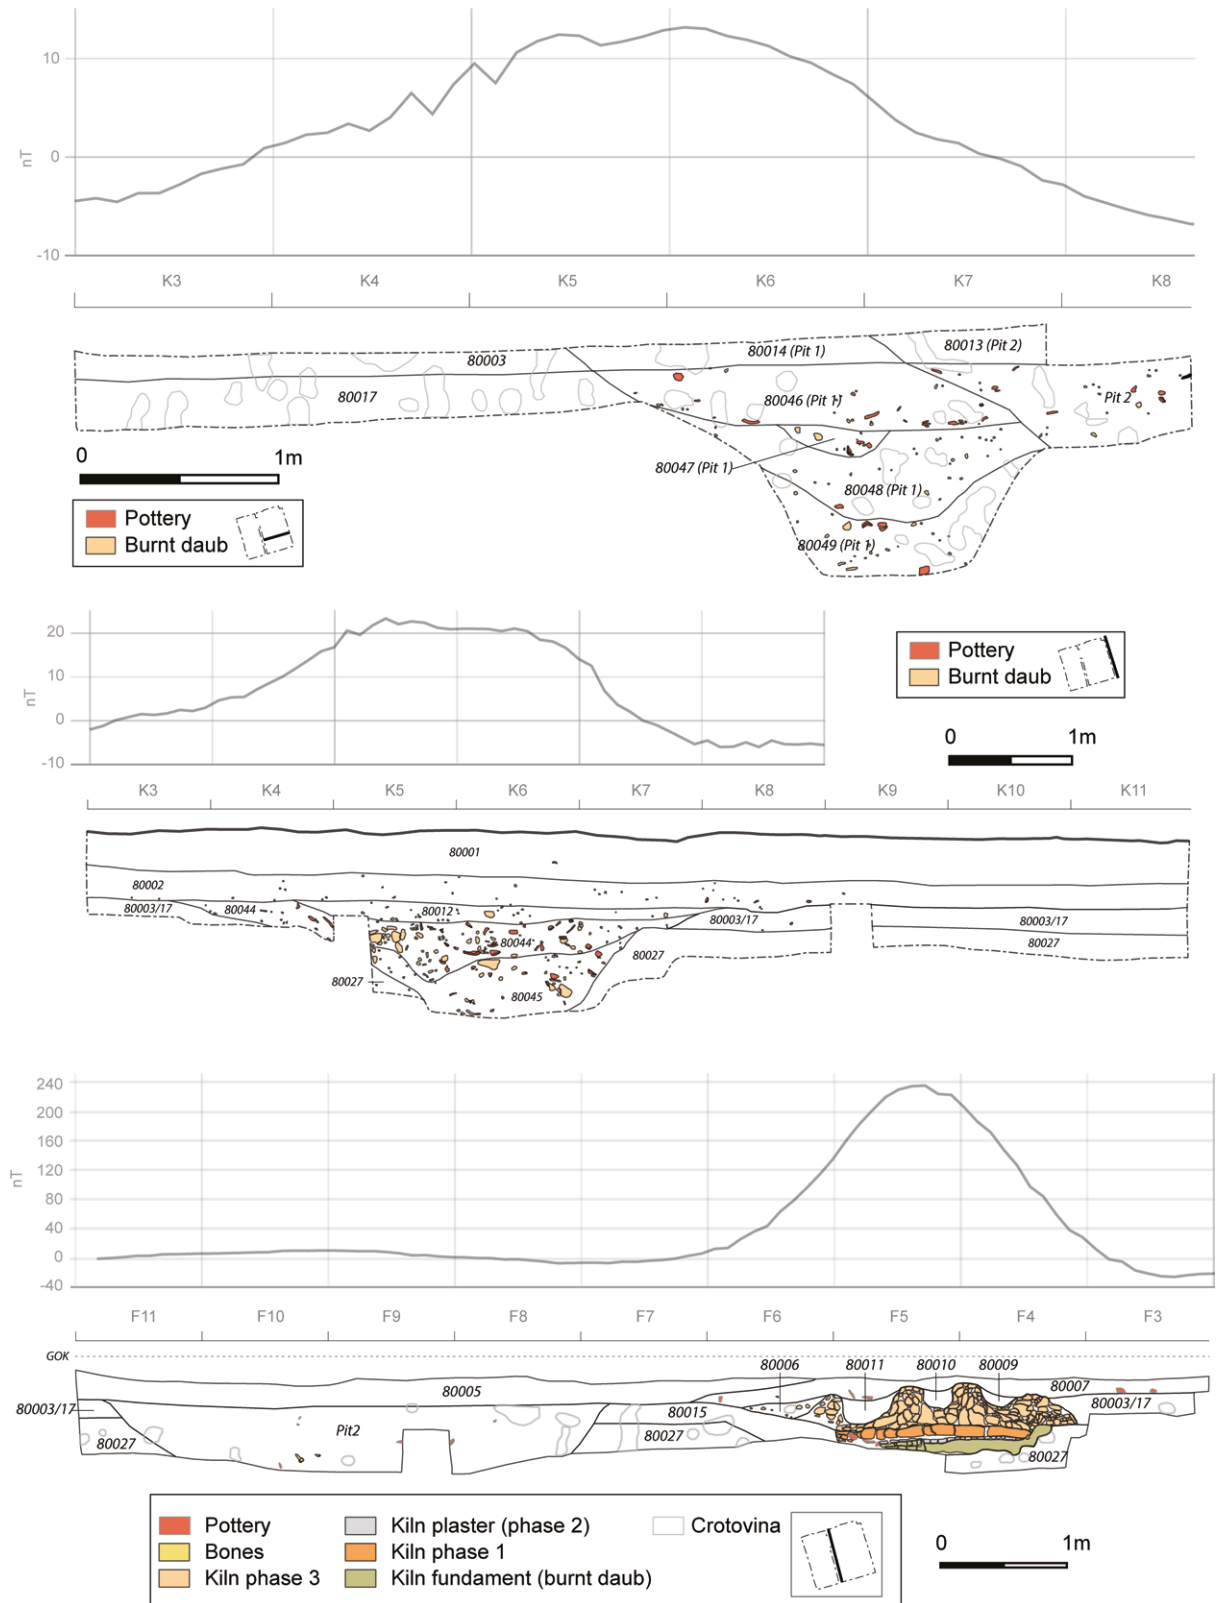 10
0
-10
nT
K3 K4 K5 K6 K7 K8
80003
80014 (Pit 1)
80013 (Pit 2)
80017
80046 (Pit 1)
Pit 2
80047 (Pit 1)
80048 (Pit 1)
80049 (Pit 1)
0 1m
Pottery
Burnt daub
20
10
0
-10
nT
Pottery
Burnt daub
0 1m
K3 K4 K5 K6 K7 K8 K9 K10 K11
80001
80002
80003/17 80044 80012 80003/17 80003/17
80044
80027 80027
80027 80045
240
200
160
120
80
40
0
-40
nT
F11 F10 F9 F8 F7 F6 F5 F4 F3
GOK
80006 80011 80010 80009
80005 80007
80003/17 80015 80003/17
Pit2
80027 80027 80027
Pottery Kiln plaster (phase 2) Crotovina
Bones Kiln phase 1
Kiln phase 3 Kiln fundament (burnt daub)
0 1m